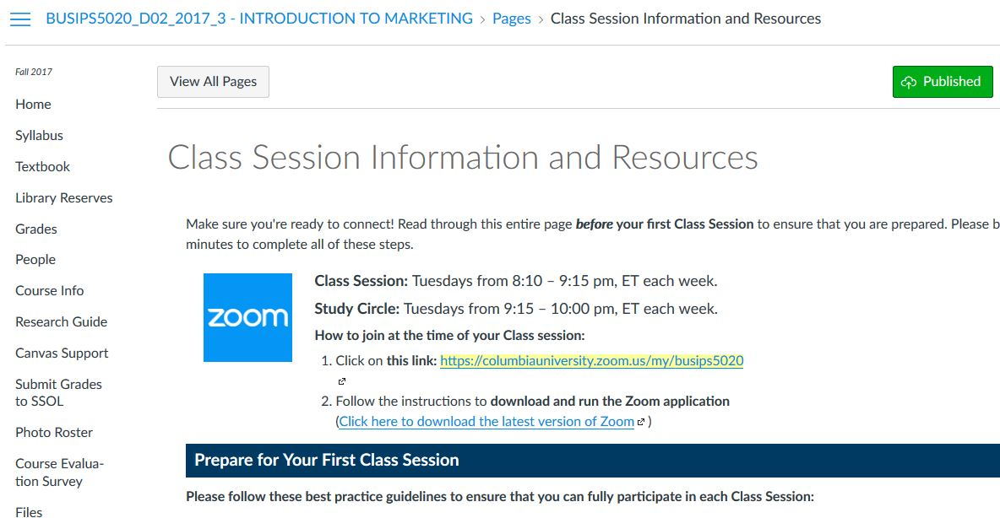 BUSIPS5020_D02_2017_3 - INTRODUCTION TO MARKETING > Pages > Class Session Information and Resources
Fall 2017
Home
Syllabus
Textbook
Library Reserves
Grades
People
Course Info
Research Guide
Canvas Support
Submit Grades
to SSOL
Photo Roster
Course Evalua-
tion Survey
Files
View All Pages
Published
Class Session Information and Resources
Make sure you're ready to connect! Read through this entire page before your first Class Session to ensure that you are prepared. Please
minutes to complete all of these steps.
zoom
Class Session: Tuesdays from 8:10 – 9:15 pm, ET each week.
Study Circle: Tuesdays from 9:15 – 10:00 pm, ET each week.
How to join at the time of your Class session:
1. Click on this link: https://columbiauniversity.zoom.us/my/busips5020
2. Follow the instructions to download and run the Zoom application
(Click here to download the latest version of Zoom )
Prepare for Your First Class Session
Please follow these best practice guidelines to ensure that you can fully participate in each Class Session: